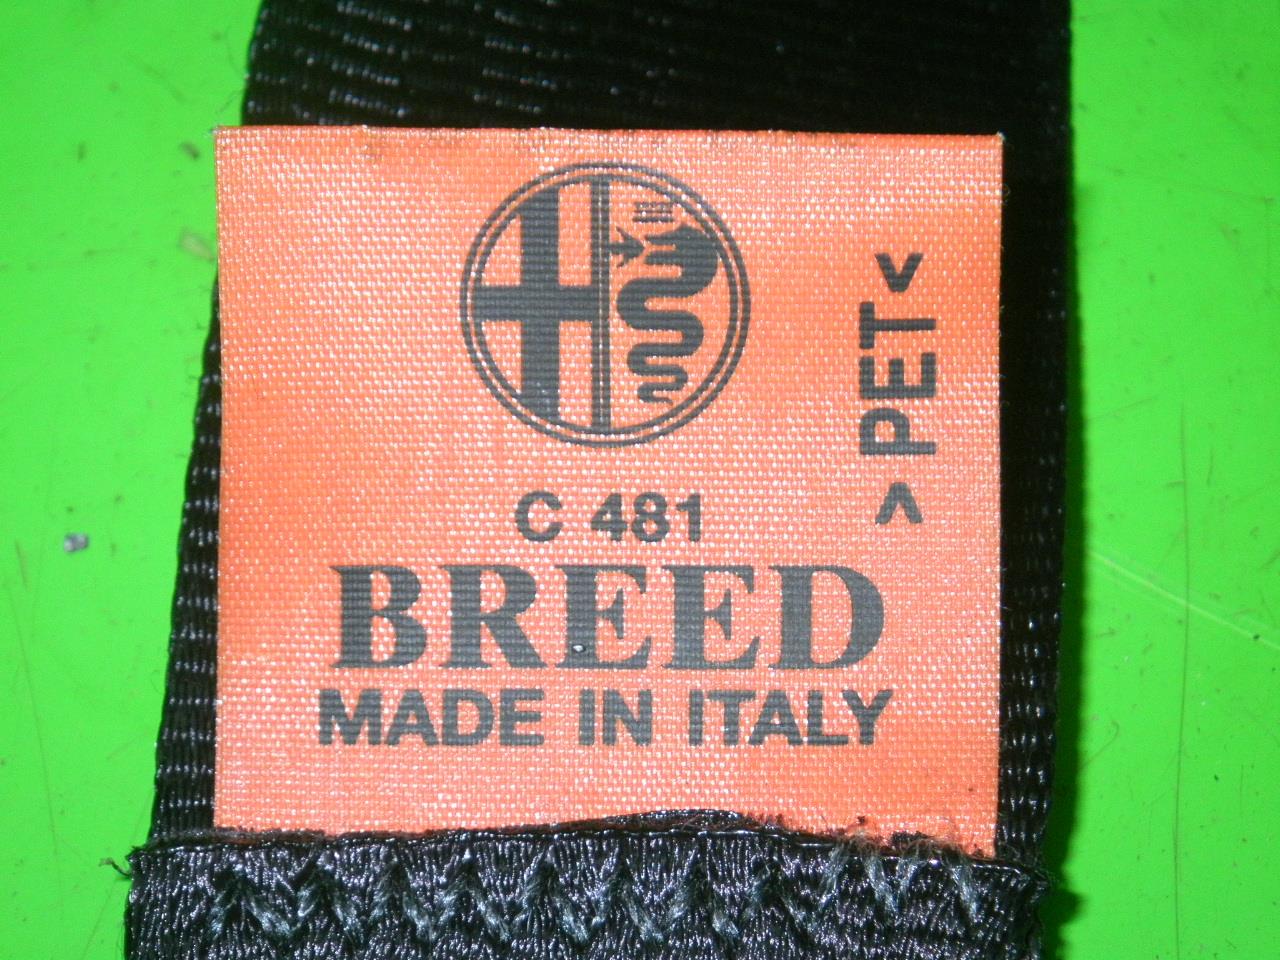 C 481
BREED
MADE IN ITALY
>PET<